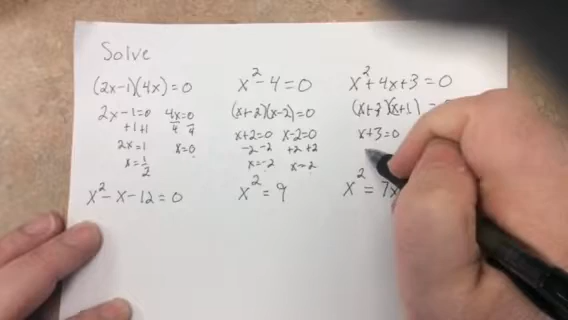 Solve
(2x-1)(4x)=0
2x-1=0 4x=0
+1 +1 4 4
2x=1 x=0
x=1/2
x²-4=0
(x+2)(x-2)=0
x+2=0 x-2=0
-2 -2 +2 +2
x=-2 x=2
x²+4x+3=0
(x+3)(x+1)
x+3=0
x²-x-12=0
x²=9
x²=7x